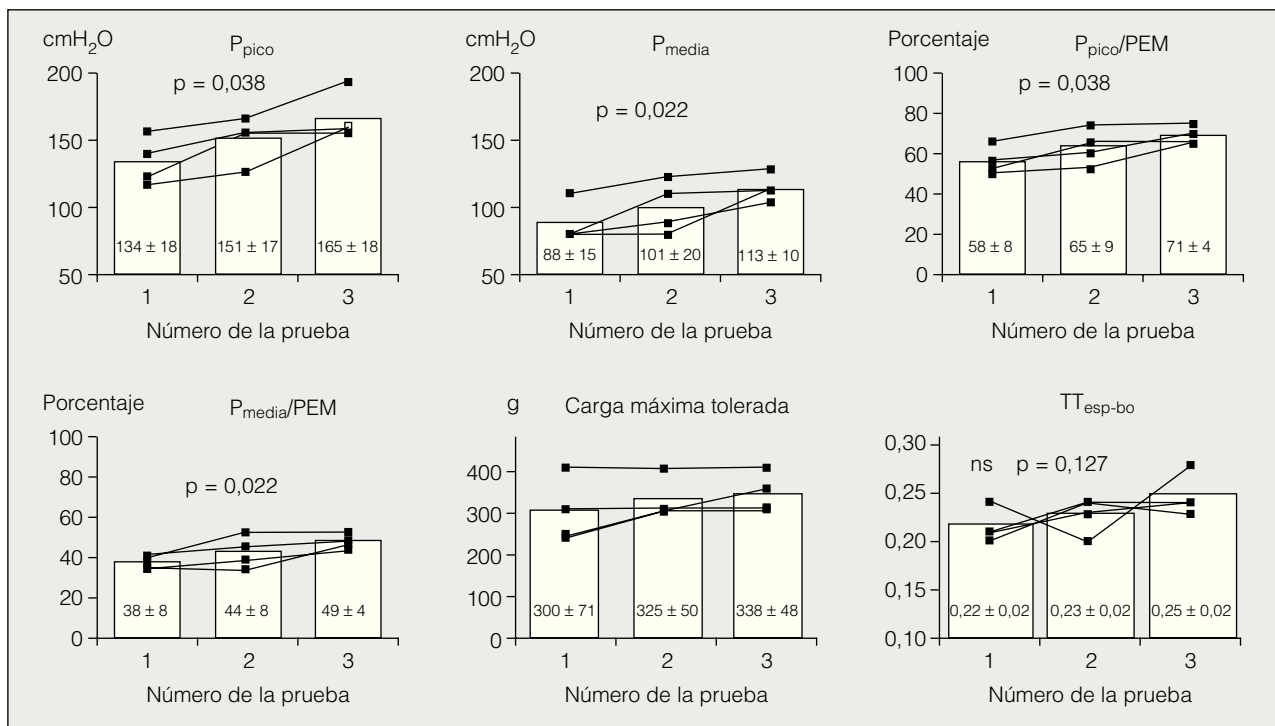 cmH₂O
P_pico
200
150
100
50
p = 0,038
134 ± 18
151 ± 17
165 ± 18
1 2 3
Número de la prueba
cmH₂O
P_media
200
150
100
50
p = 0,022
88 ± 15
101 ± 20
113 ± 10
1 2 3
Número de la prueba
Porcentaje
P_pico/PEM
100
80
60
40
20
0
p = 0,038
58 ± 8
65 ± 9
71 ± 4
1 2 3
Número de la prueba
Porcentaje
P_media/PEM
100
80
60
40
20
0
p = 0,022
38 ± 8
44 ± 8
49 ± 4
1 2 3
Número de la prueba
g
Carga máxima tolerada
400
300
200
100
0
300 ± 71
325 ± 50
338 ± 48
1 2 3
Número de la prueba
TT_esp-bo
0,30
0,25
0,20
0,10
ns p = 0,127
0,22 ± 0,02
0,23 ± 0,02
0,25 ± 0,02
1 2 3
Número de la prueba